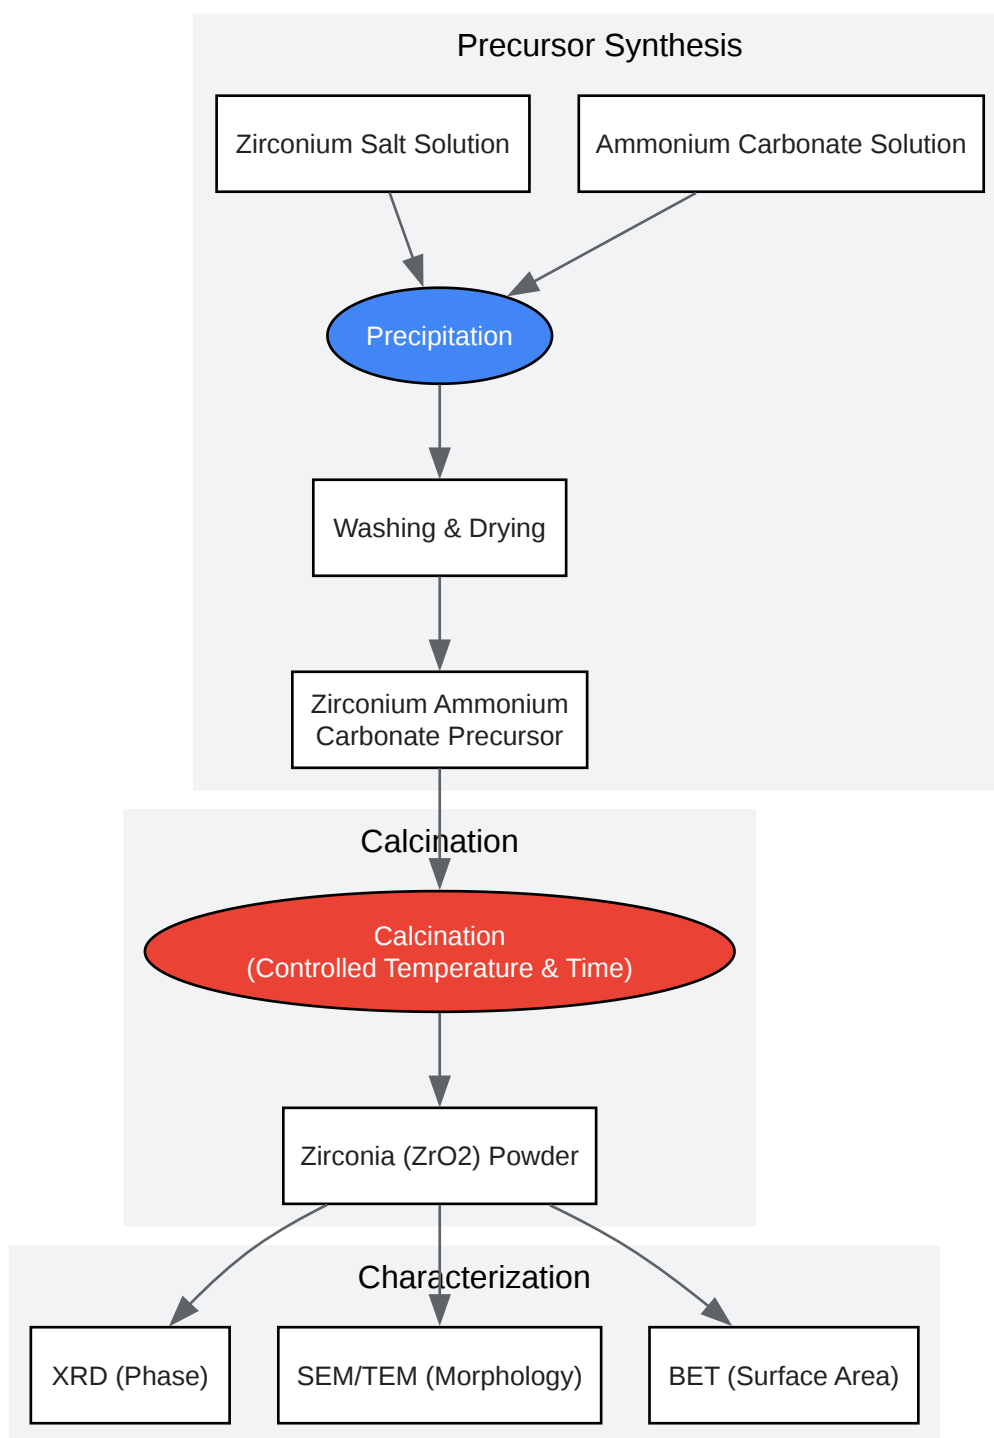 Precursor Synthesis
Zirconium Salt Solution
Ammonium Carbonate Solution
Precipitation
Washing & Drying
Zirconium Ammonium
Carbonate Precursor
Calcination
Calcination
(Controlled Temperature & Time)
Zirconia (ZrO2) Powder
Characterization
XRD (Phase)
SEM/TEM (Morphology)
BET (Surface Area)